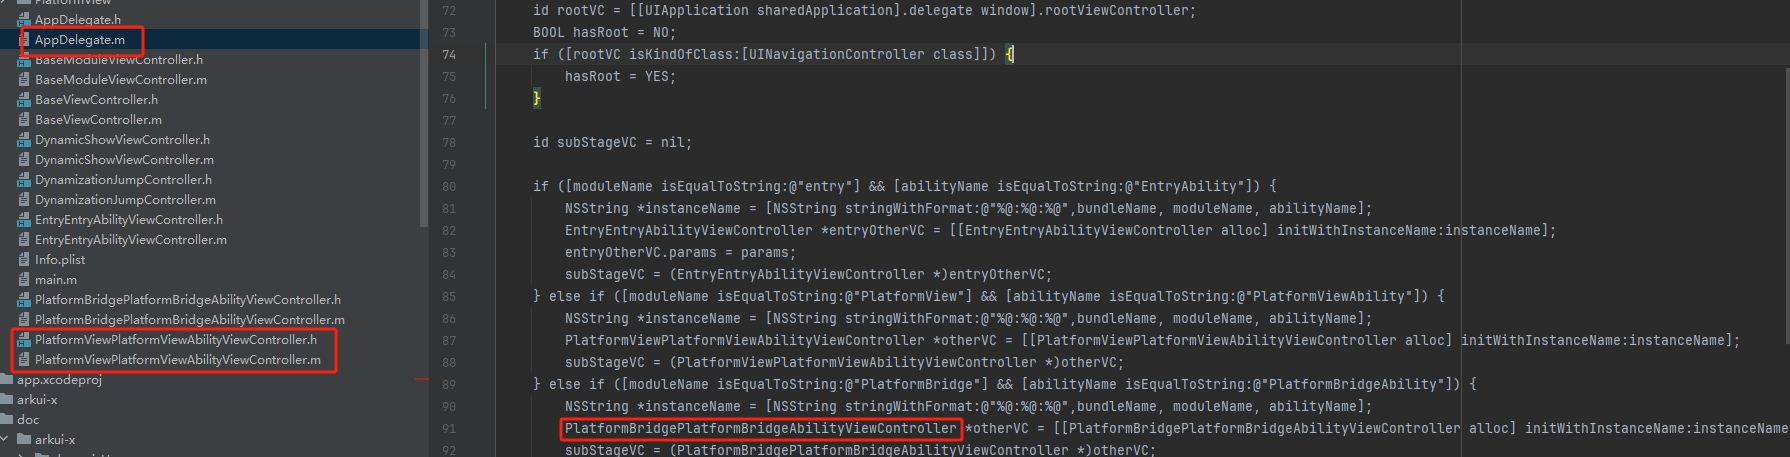 PlatformView
AppDelegate.h
AppDelegate.m
BaseModuleViewController.h
BaseModuleViewController.m
BaseViewController.h
BaseViewController.m
DynamicShowViewController.h
DynamicShowViewController.m
DynamizationJumpController.h
DynamizationJumpController.m
EntryEntryAbilityViewController.h
EntryEntryAbilityViewController.m
Info.plist
main.m
PlatformBridgePlatformBridgeAbilityViewController.h
PlatformBridgePlatformBridgeAbilityViewController.m
PlatformViewPlatformViewAbilityViewController.h
PlatformViewPlatformViewAbilityViewController.m
app.xcodeproj
arkui-x
doc
arkui-x
72 id rootVC = [[UIApplication sharedApplication].delegate window].rootViewController;
73 BOOL hasRoot = NO;
74 if ([rootVC isKindOfClass:[UINavigationController class]]) {
75 hasRoot = YES;
76 }
77
78 id subStageVC = nil;
79
80 if ([moduleName isEqualToString:@"entry"] && [abilityName isEqualToString:@"EntryAbility"]) {
81 NSString *instanceName = [NSString stringWithFormat:@"%@:%@:%@",bundleName, moduleName, abilityName];
82 EntryEntryAbilityViewController *entryOtherVC = [[EntryEntryAbilityViewController alloc] initWithInstanceName:instanceName];
83 entryOtherVC.params = params;
84 subStageVC = (EntryEntryAbilityViewController *)entryOtherVC;
85 } else if ([moduleName isEqualToString:@"PlatformView"] && [abilityName isEqualToString:@"PlatformViewAbility"]) {
86 NSString *instanceName = [NSString stringWithFormat:@"%@:%@:%@",bundleName, moduleName, abilityName];
87 PlatformViewPlatformViewAbilityViewController *otherVC = [[PlatformViewPlatformViewAbilityViewController alloc] initWithInstanceName:instanceName];
88 subStageVC = (PlatformViewPlatformViewAbilityViewController *)otherVC;
89 } else if ([moduleName isEqualToString:@"PlatformBridge"] && [abilityName isEqualToString:@"PlatformBridgeAbility"]) {
90 NSString *instanceName = [NSString stringWithFormat:@"%@:%@:%@",bundleName, moduleName, abilityName];
91 PlatformBridgePlatformBridgeAbilityViewController *otherVC = [[PlatformBridgePlatformBridgeAbilityViewController alloc] initWithInstanceName:instanceName
92 subStageVC = (PlatformBridgePlatformBridgeAbilityViewController *)otherVC;